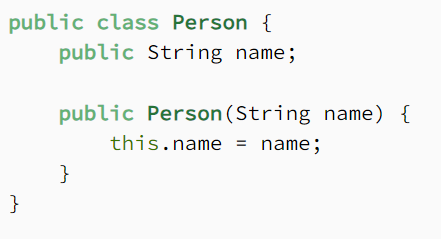 public class Person {
    public String name;

    public Person(String name) {
        this.name = name;
    }
}